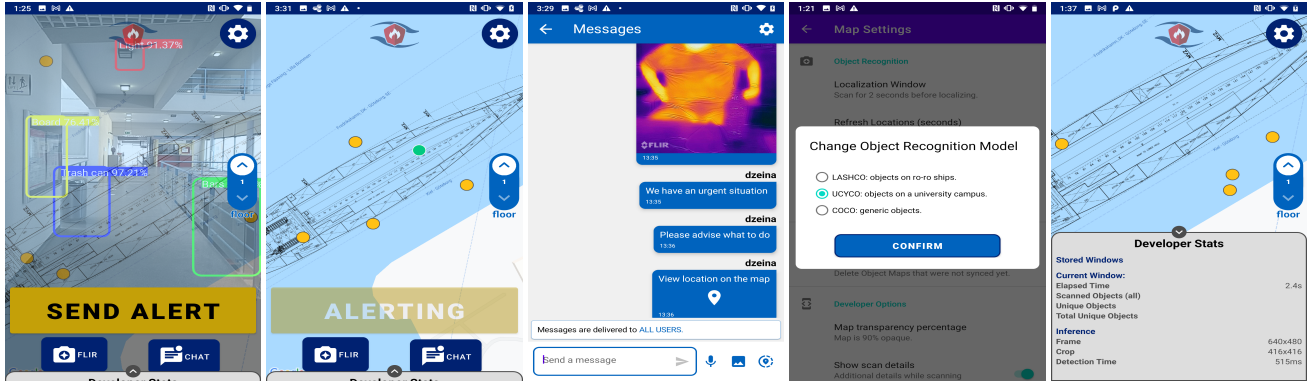 1:25
Light 91.37%
Trash can 97.21%
1
floor
SEND ALERT
FLIR
CHAT
Developer Stats
3:31
1
floor
ALERTING
FLIR
CHAT
Developer Stats
3:29
Messages
FLIR
13:35
dzeina
We have an urgent situation
13:35
dzeina
Please advise what to do
13:36
dzeina
View location on the map
13:36
Messages are delivered to ALL USERS.
Send a message
1:21
Map Settings
Object Recognition
Localization Window
Scan for 2 seconds before localizing.
Refresh Locations (seconds)
Change Object Recognition Model
LASHCO: objects on ro-ro ships.
UCYCO: objects on a university campus.
COCO: generic objects.
CONFIRM
Delete Object Maps that were not synced yet.
Developer Options
Map transparency percentage
Map is 90% opaque.
Show scan details
Additional details while scanning
1:37
1
floor
Developer Stats
Stored Windows
Current Window:
Elapsed Time 2.4s
Scanned Objects (all)
Unique Objects
Total Unique Objects
Inference
Frame 640x480
Crop 416x416
Detection Time 515ms